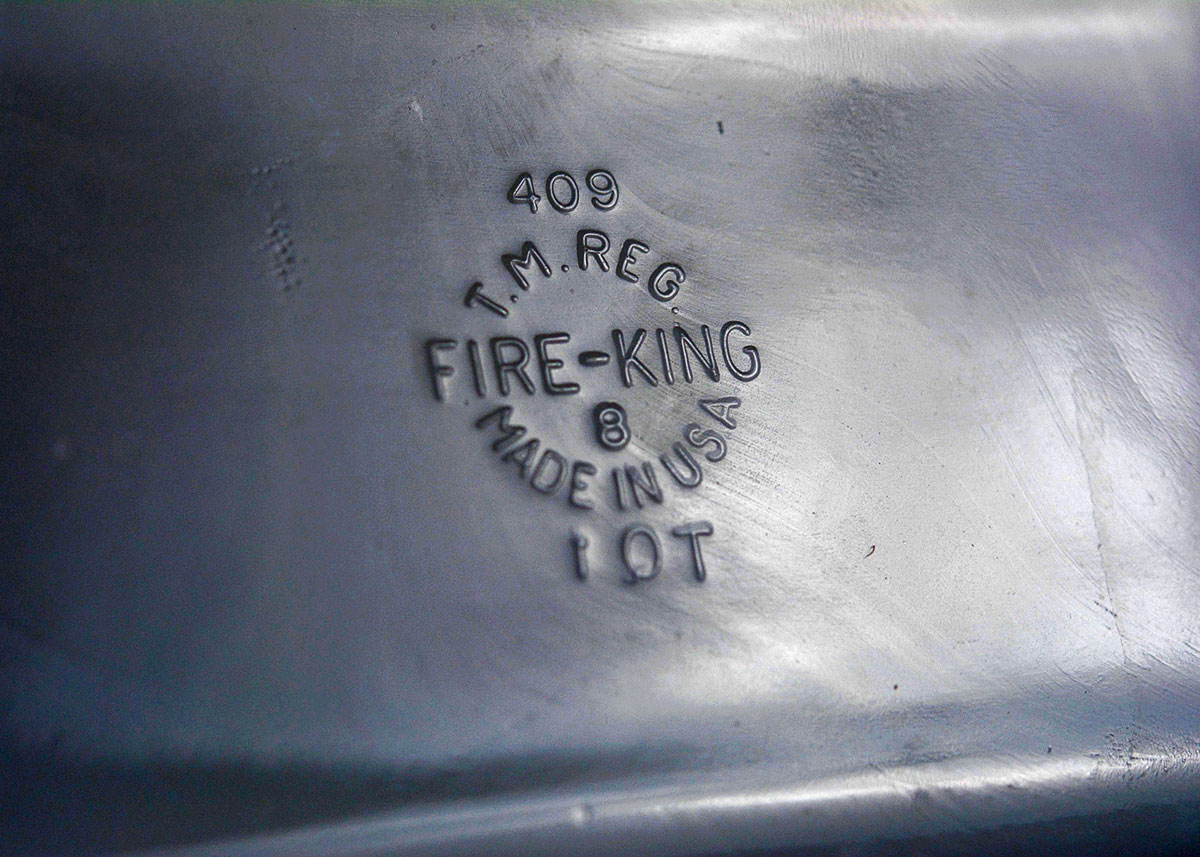 409
T.M.REG.
FIRE-KING
8
MADE IN USA
1 QT